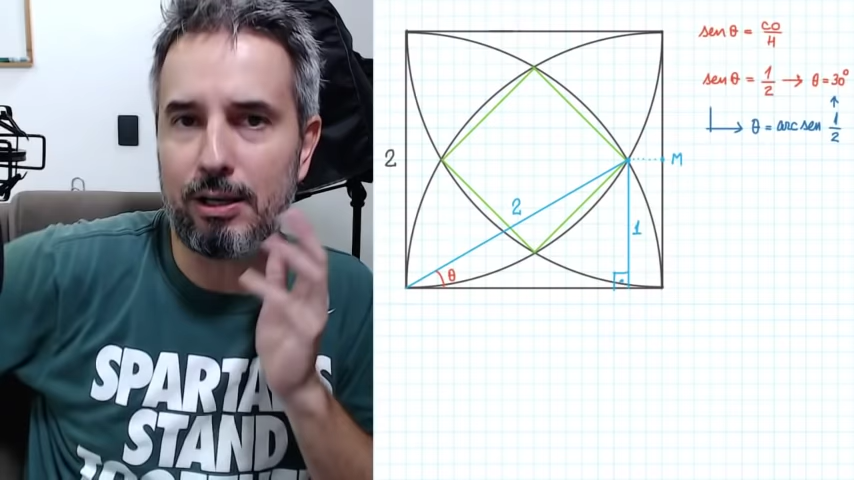 sen θ = co/H
sen θ = 1/2 → θ = 30°
θ = arc sen 1/2
2
M
2
1
θ
SPARTANS
STAND